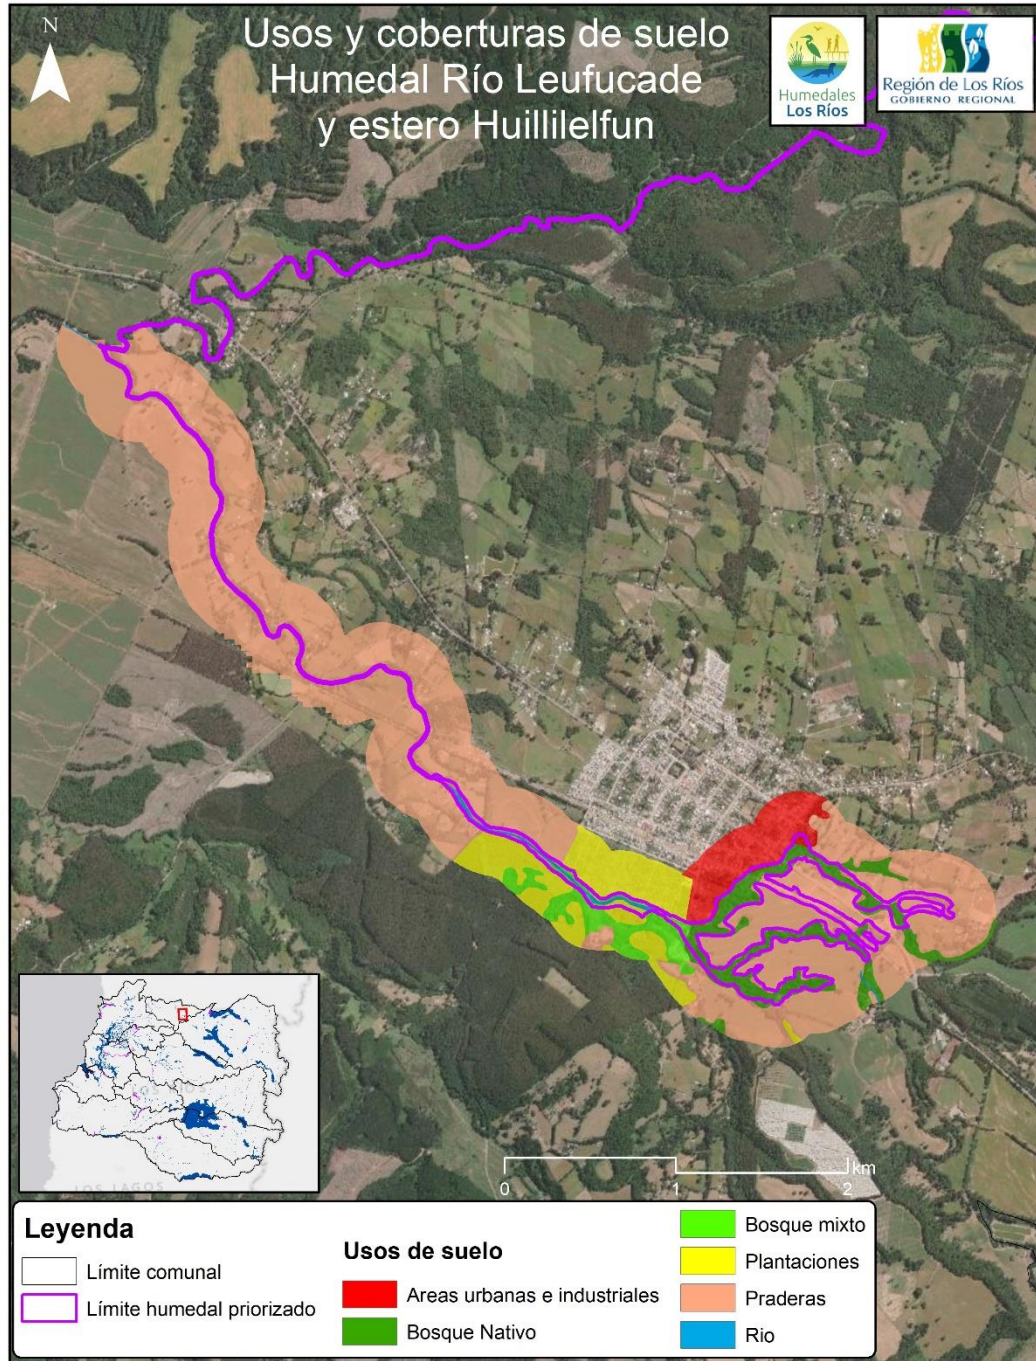 N
Usos y coberturas de suelo
Humedal Río Leufucade
y estero Huillilelfun
Humedales
Los Ríos
Región de Los Ríos
GOBIERNO REGIONAL
LOS LAGOS
km
0 1 2
Leyenda
Límite comunal
Límite humedal priorizado
Usos de suelo
Areas urbanas e industriales
Bosque Nativo
Bosque mixto
Plantaciones
Praderas
Rio